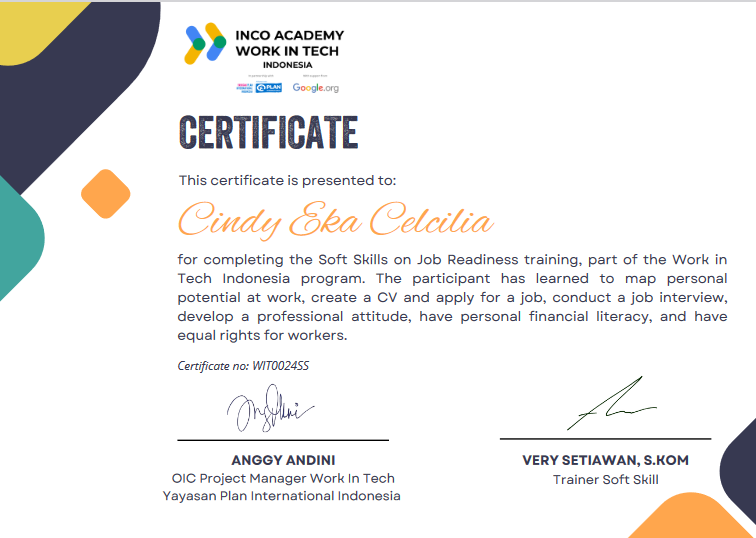 INCO ACADEMY
WORK IN TECH
INDONESIA
PLAN
Google.org
CERTIFICATE
This certificate is presented to:
Cindy Eka Celcilia
for completing the Soft Skills on Job Readiness training, part of the Work in
Tech Indonesia program. The participant has learned to map personal
potential at work, create a CV and apply for a job, conduct a job interview,
develop a professional attitude, have personal financial literacy, and have
equal rights for workers.
Certificate no: WIT0024SS
ANGGY ANDINI
OIC Project Manager Work In Tech
Yayasan Plan International Indonesia
VERY SETIAWAN, S.KOM
Trainer Soft Skill